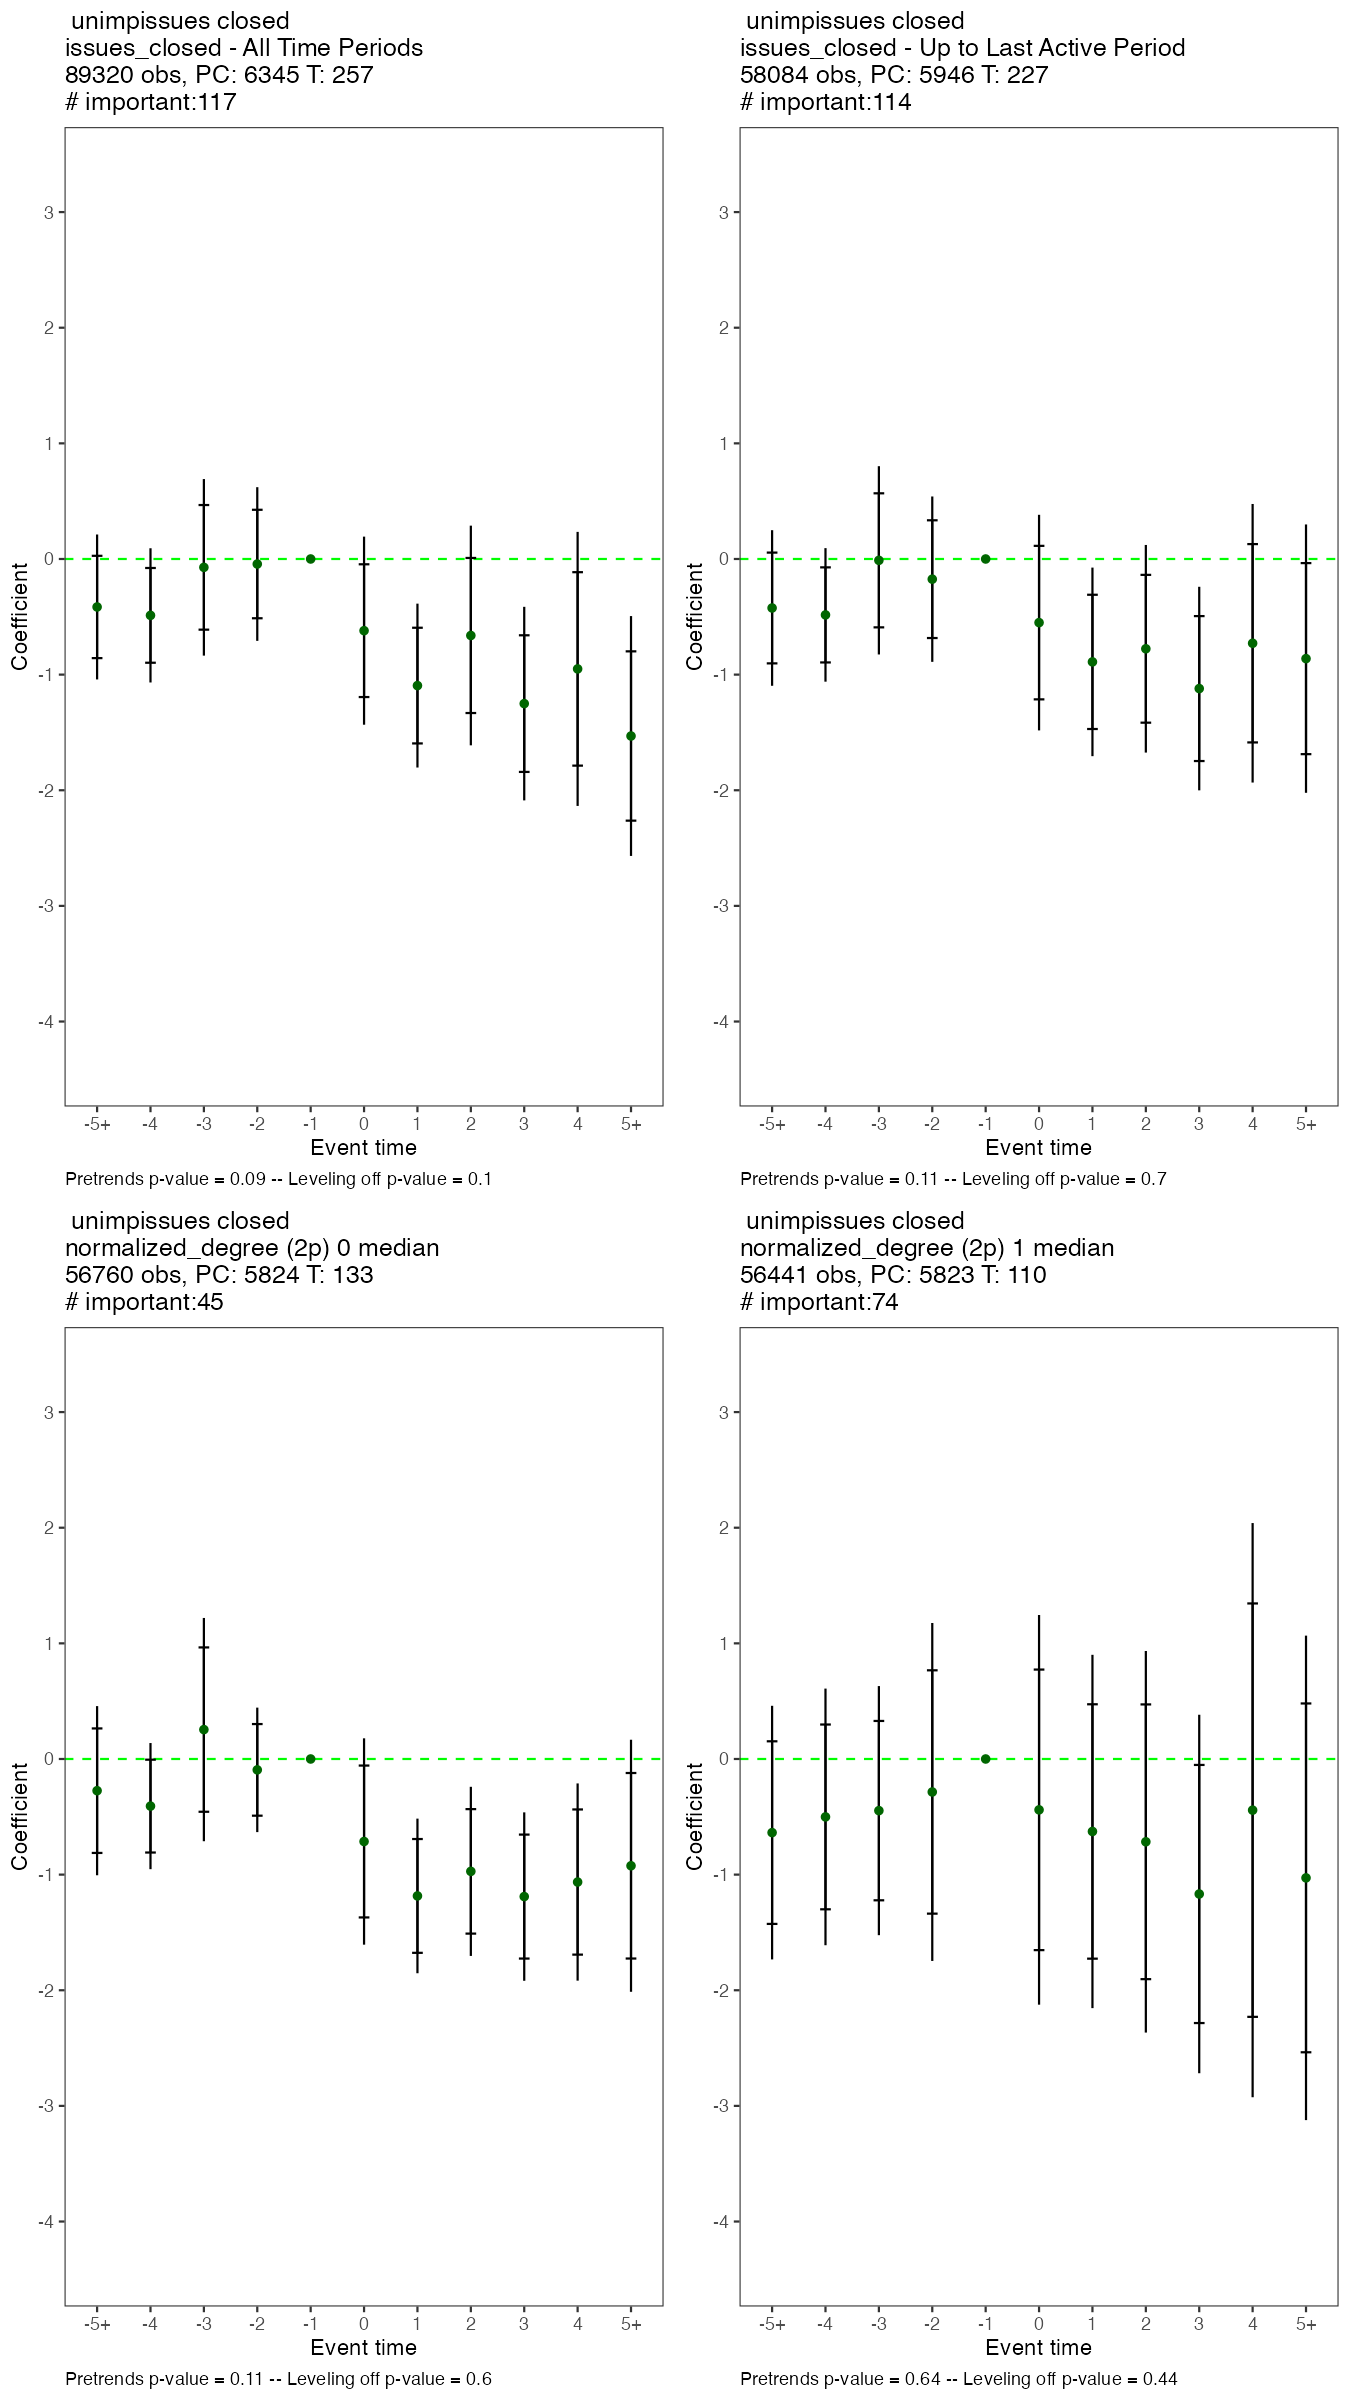 unimpissues closed
issues_closed - All Time Periods
89320 obs, PC: 6345 T: 257
# important:117
3
2
1
0
-1
-2
-3
-4
Coefficient
-5+ -4 -3 -2 -1 0 1 2 3 4 5+
Event time
Pretrends p-value = 0.09 -- Leveling off p-value = 0.1
unimpissues closed
issues_closed - Up to Last Active Period
58084 obs, PC: 5946 T: 227
# important:114
3
2
1
0
-1
-2
-3
-4
Coefficient
-5+ -4 -3 -2 -1 0 1 2 3 4 5+
Event time
Pretrends p-value = 0.11 -- Leveling off p-value = 0.7
unimpissues closed
normalized_degree (2p) 0 median
56760 obs, PC: 5824 T: 133
# important:45
3
2
1
0
-1
-2
-3
-4
Coefficient
-5+ -4 -3 -2 -1 0 1 2 3 4 5+
Event time
Pretrends p-value = 0.11 -- Leveling off p-value = 0.6
unimpissues closed
normalized_degree (2p) 1 median
56441 obs, PC: 5823 T: 110
# important:74
3
2
1
0
-1
-2
-3
-4
Coefficient
-5+ -4 -3 -2 -1 0 1 2 3 4 5+
Event time
Pretrends p-value = 0.64 -- Leveling off p-value = 0.44